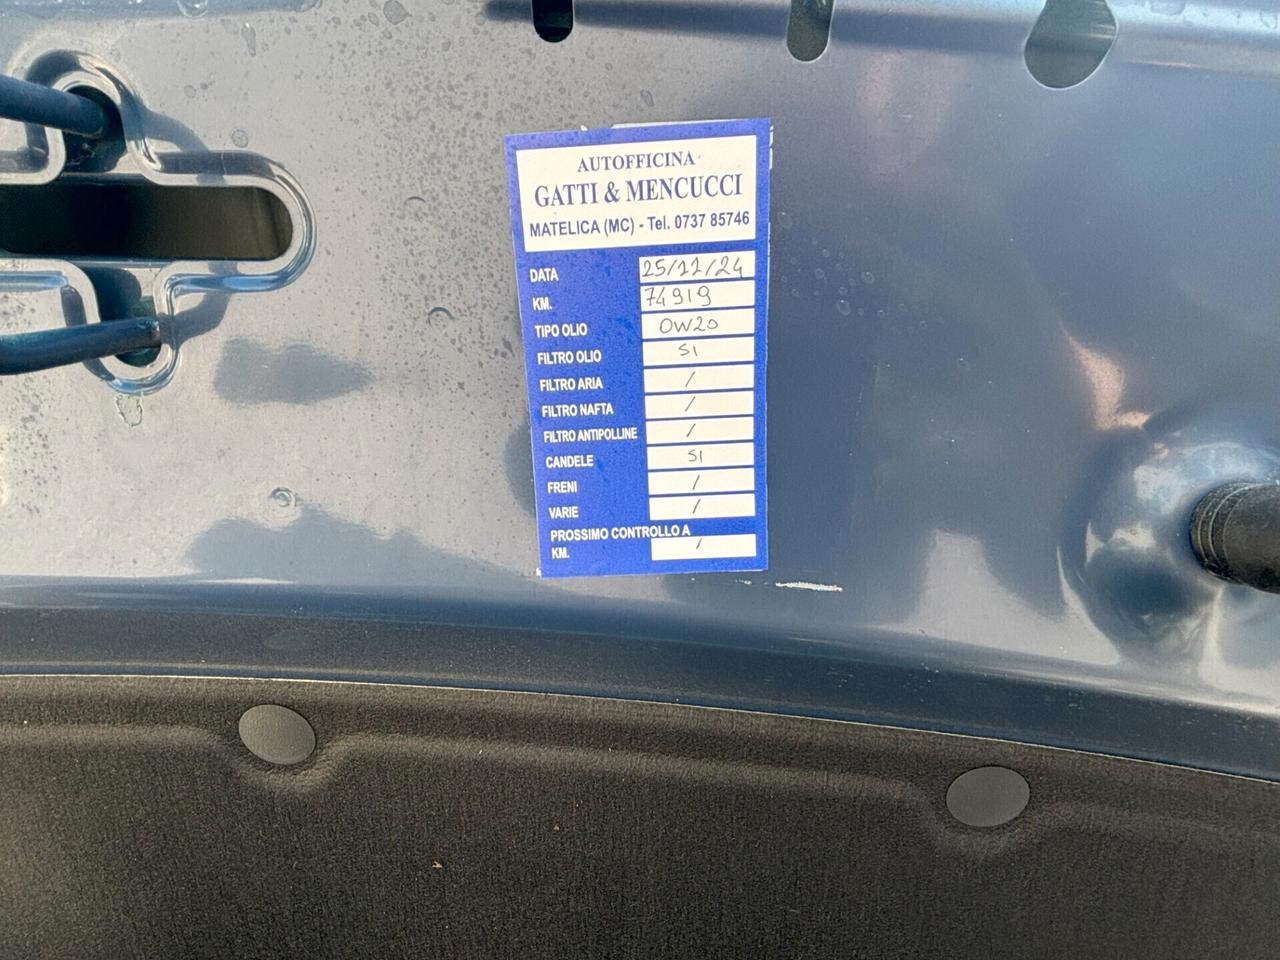 AUTOFFICINA
GATTI & MENCUCCI
MATELICA (MC) - Tel. 0737 85746
DATA 25/11/24
KM. 74919
TIPO OLIO 0W20
FILTRO OLIO SI
FILTRO ARIA /
FILTRO NAFTA /
FILTRO ANTIPOLLINE /
CANDELE SI
FRENI /
VARIE /
PROSSIMO CONTROLLO A
KM. /